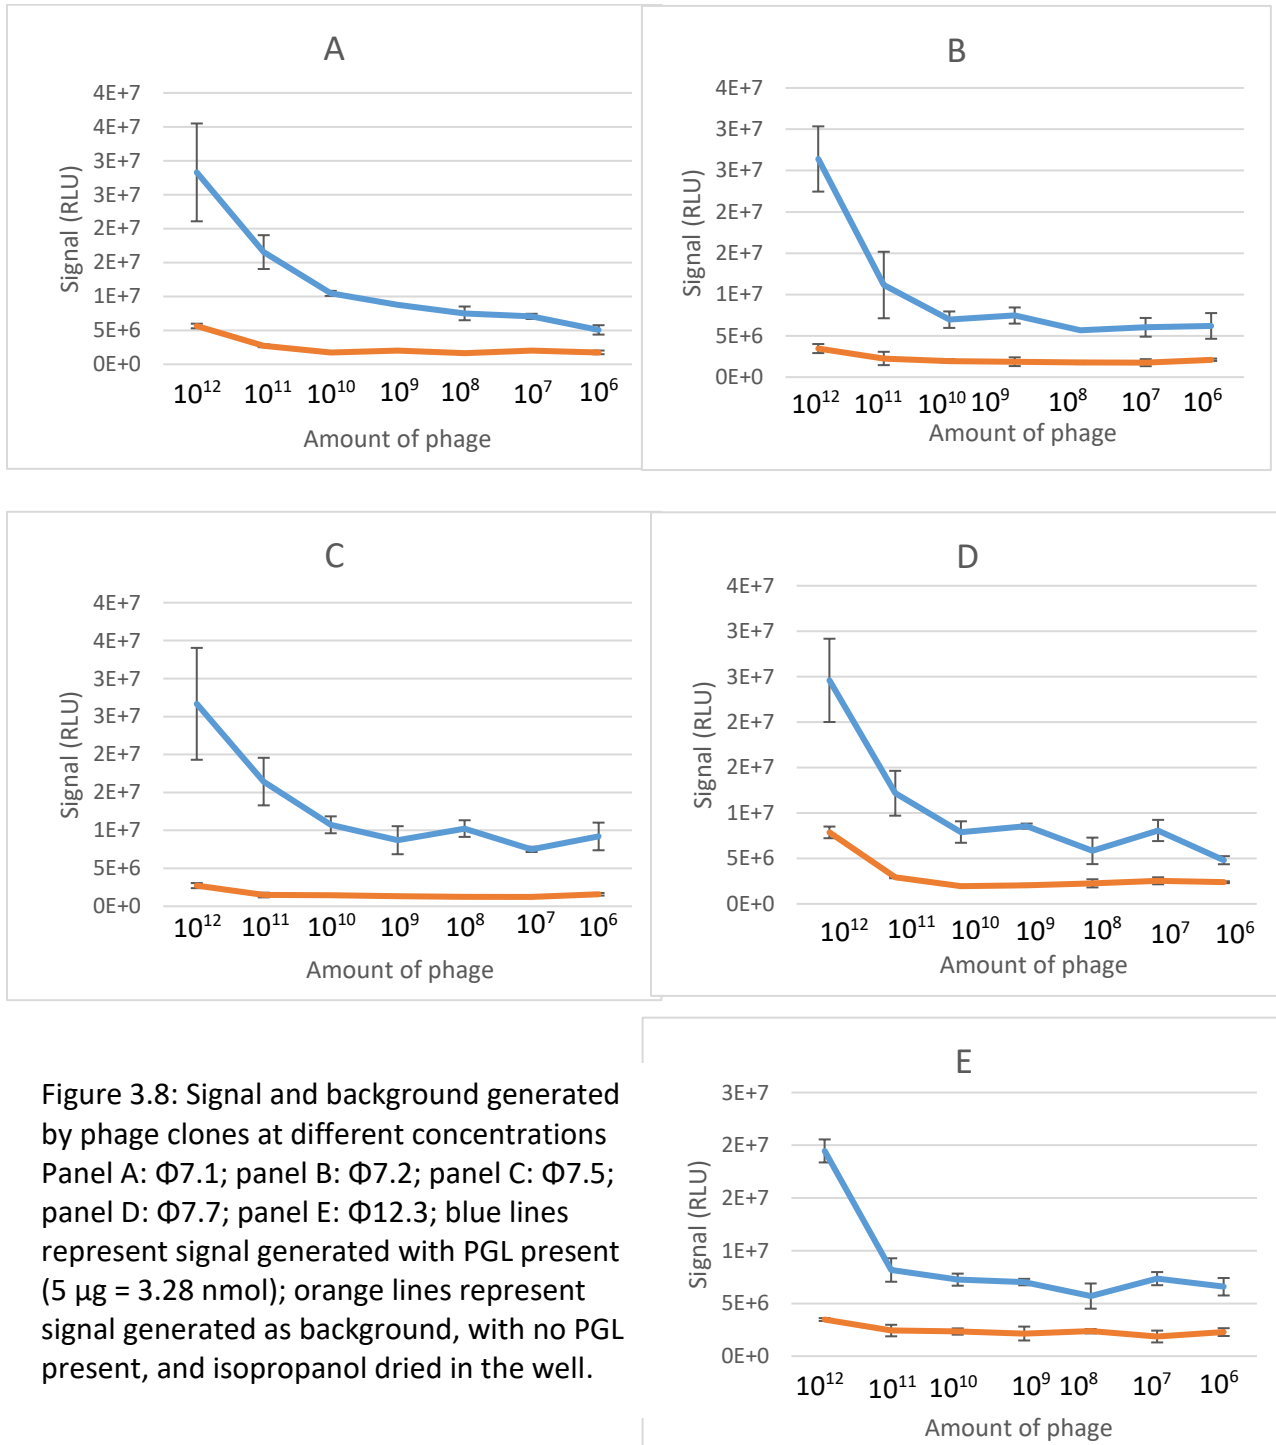 A
4E+7
4E+7
3E+7
3E+7
2E+7
2E+7
1E+7
5E+6
0E+0
Signal (RLU)
10¹² 10¹¹ 10¹⁰ 10⁹ 10⁸ 10⁷ 10⁶
Amount of phage
B
4E+7
3E+7
3E+7
2E+7
2E+7
1E+7
5E+6
0E+0
Signal (RLU)
10¹² 10¹¹ 10¹⁰ 10⁹ 10⁸ 10⁷ 10⁶
Amount of phage
C
4E+7
4E+7
3E+7
3E+7
2E+7
2E+7
1E+7
5E+6
0E+0
Signal (RLU)
10¹² 10¹¹ 10¹⁰ 10⁹ 10⁸ 10⁷ 10⁶
Amount of phage
D
4E+7
3E+7
3E+7
2E+7
2E+7
1E+7
5E+6
0E+0
Signal (RLU)
10¹² 10¹¹ 10¹⁰ 10⁹ 10⁸ 10⁷ 10⁶
Amount of phage
Figure 3.8: Signal and background generated
by phage clones at different concentrations
Panel A: Φ7.1; panel B: Φ7.2; panel C: Φ7.5;
panel D: Φ7.7; panel E: Φ12.3; blue lines
represent signal generated with PGL present
(5 µg = 3.28 nmol); orange lines represent
signal generated as background, with no PGL
present, and isopropanol dried in the well.
E
3E+7
2E+7
2E+7
1E+7
5E+6
0E+0
Signal (RLU)
10¹² 10¹¹ 10¹⁰ 10⁹ 10⁸ 10⁷ 10⁶
Amount of phage